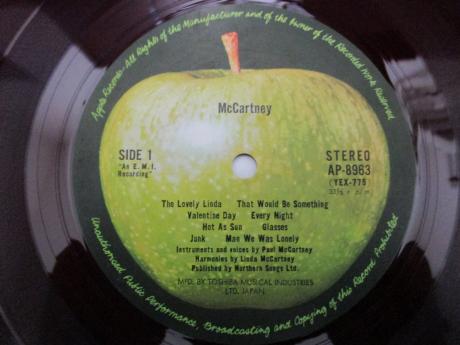 Apple Records. All Rights of the Manufacturer and of the Owner of the Recorded Work Reserved
McCartney
SIDE 1
"An E. M. I.
Recording"
STEREO
AP-8963
(YEX-775
33⅓ r p m
The Lovely Linda That Would Be Something
Valentine Day Every Night
Hot As Sun Glasses
Junk Man We Was Lonely
Instruments and voices by Paul McCartney
Harmonies by Linda McCartney
Published by Northern Songs Ltd.
MFD. BY TOSHIBA MUSICAL INDUSTRIES
LTD. JAPAN
Unauthorised Public Performance, Broadcasting and Copying of this Record Prohibited